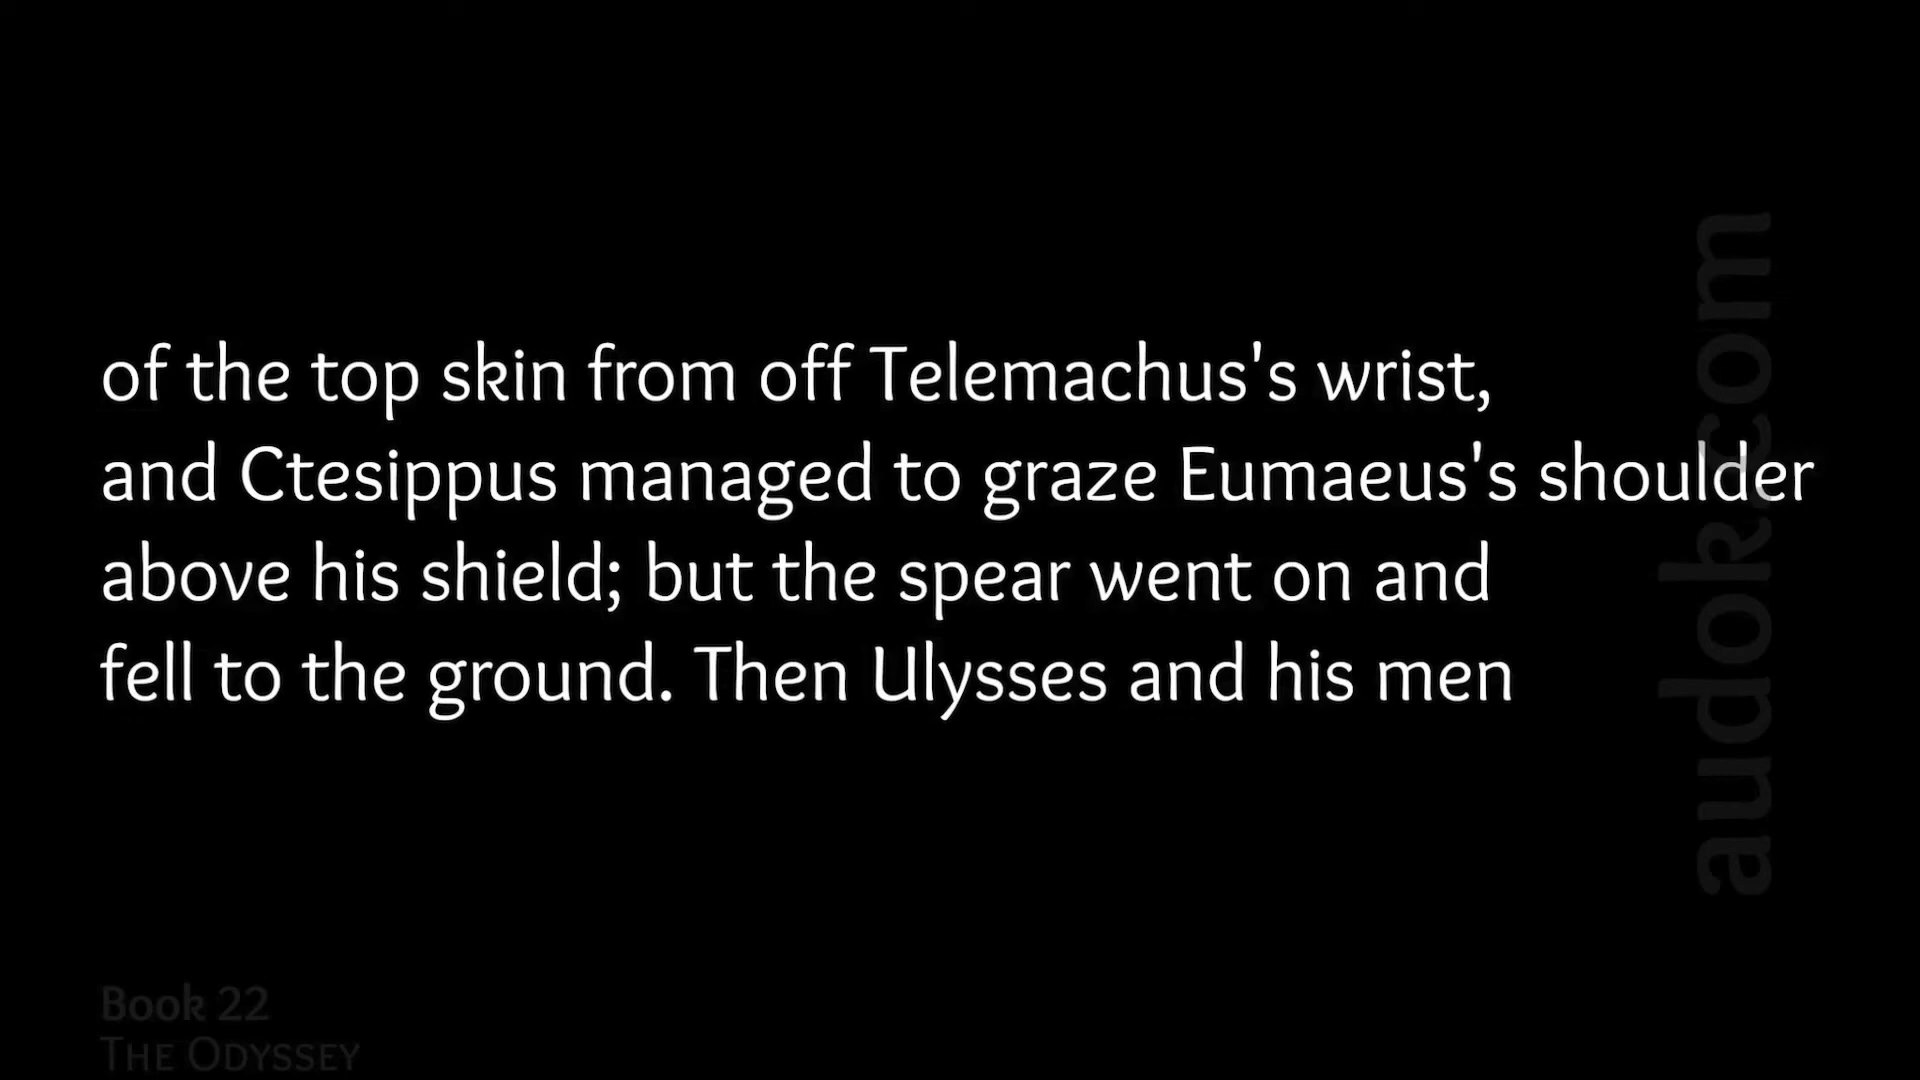 of the top skin from off Telemachus's wrist,
and Ctesippus managed to graze Eumaeus's shoulder
above his shield; but the spear went on and
fell to the ground. Then Ulysses and his men
audok.com
Book 22
THE ODYSSEY